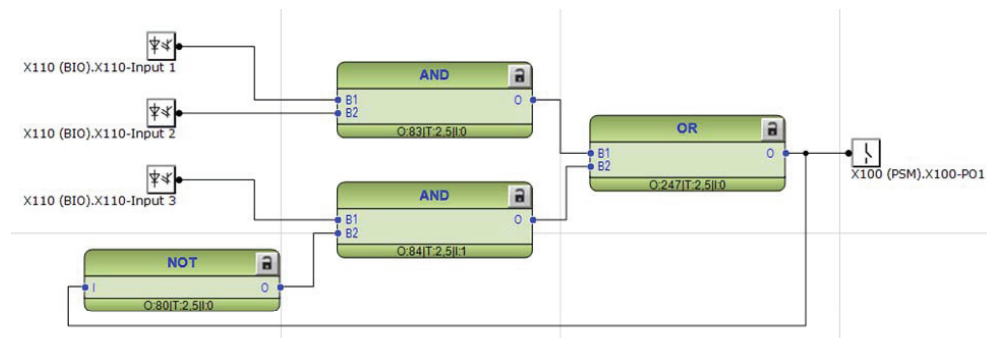 X110 (BIO).X110-Input 1
AND
B1
O
B2
O:83|T:2,5|I:0
X110 (BIO).X110-Input 2
OR
B1
O
B2
O:247|T:2,5|I:0
X100 (PSM).X100-PO1
X110 (BIO).X110-Input 3
AND
B1
O
B2
O:84|T:2,5|I:1
NOT
I
O
O:80|T:2,5|I:0